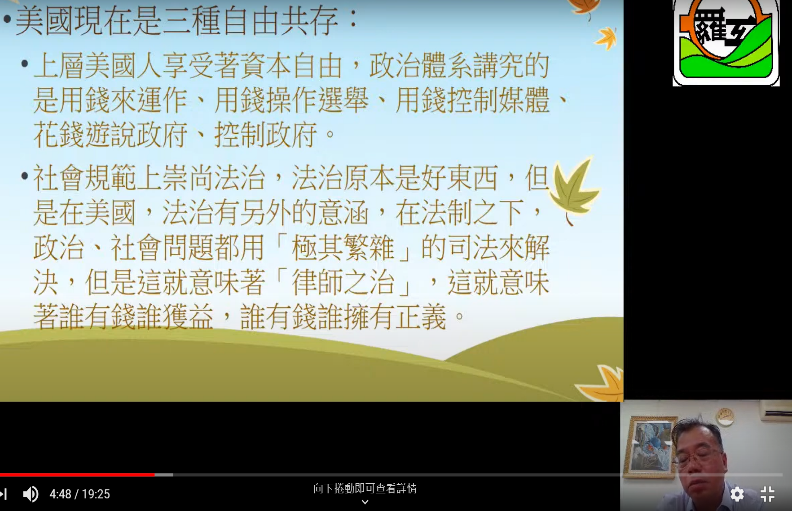 •美國現在是三種自由共存：
•上層美國人享受著資本自由，政治體系講究的
是用錢來運作、用錢操作選舉、用錢控制媒體、
花錢遊說政府、控制政府。
•社會規範上崇尚法治，法治原本是好東西，但
是在美國，法治有另外的意涵，在法制之下，
政治、社會問題都用「極其繁雜」的司法來解
決，但是這就意味著「律師之治」，這就意味
著誰有錢誰獲益，誰有錢誰擁有正義。
羅
4:48 / 19:25
向下捲動即可查看詳情